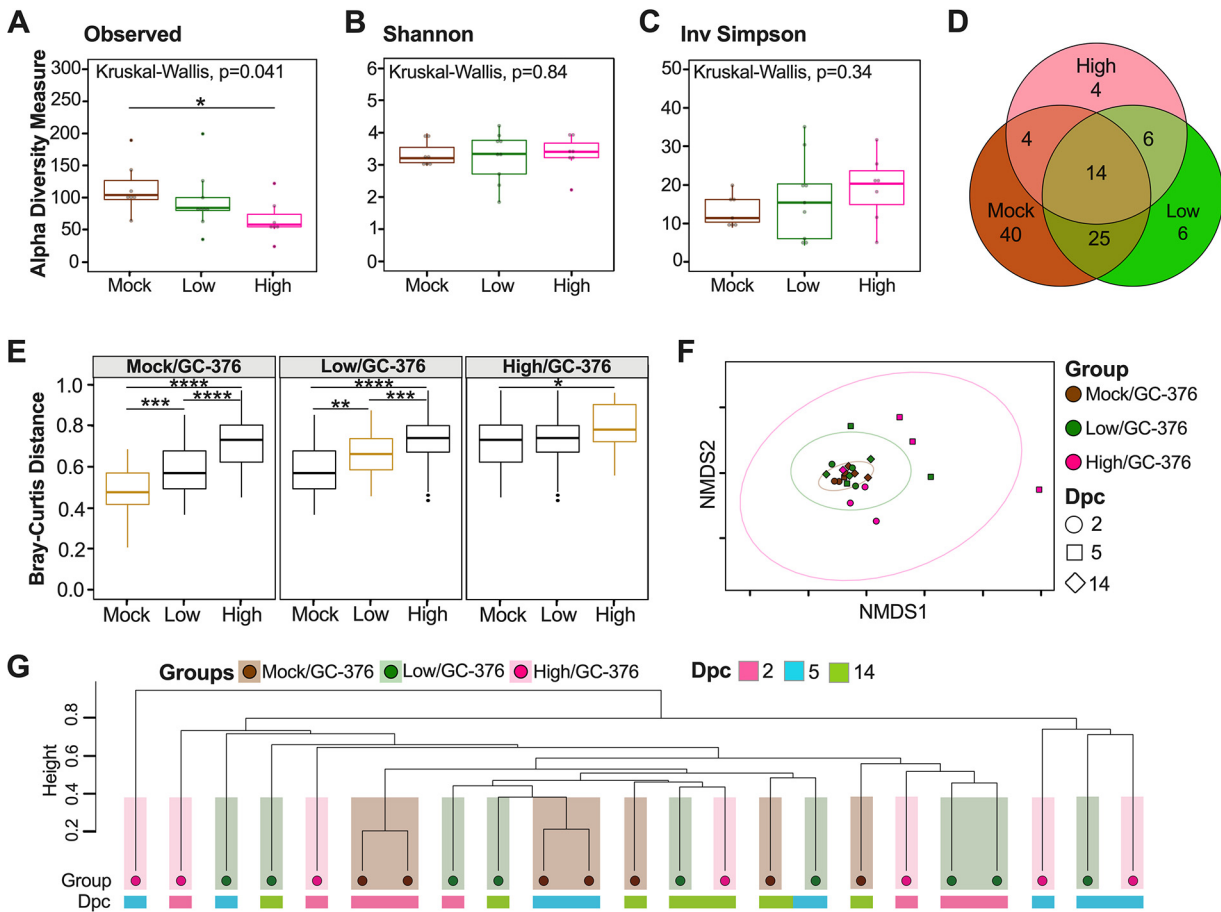 A Observed
Kruskal-Wallis, p=0.041
*
Alpha Diversity Measure
300
250
200
150
100
50
0
Mock Low High
B Shannon
Kruskal-Wallis, p=0.84
6
5
4
3
2
1
0
Mock Low High
C Inv Simpson
Kruskal-Wallis, p=0.34
50
40
30
20
10
0
Mock Low High
D
High
4
4
6
14
Mock
40
25
Low
6
E
Mock/GC-376 Low/GC-376 High/GC-376
**** **** *
*** **** ** ***
Bray-Curtis Distance
1.0
0.8
0.6
0.4
0.2
0.0
Mock Low High Mock Low High Mock Low High
F
NMDS2
NMDS1
Group
Mock/GC-376
Low/GC-376
High/GC-376
Dpc
2
5
14
G
Groups Mock/GC-376 Low/GC-376 High/GC-376 Dpc 2 5 14
Height
0.8
0.6
0.4
0.2
Group
Dpc